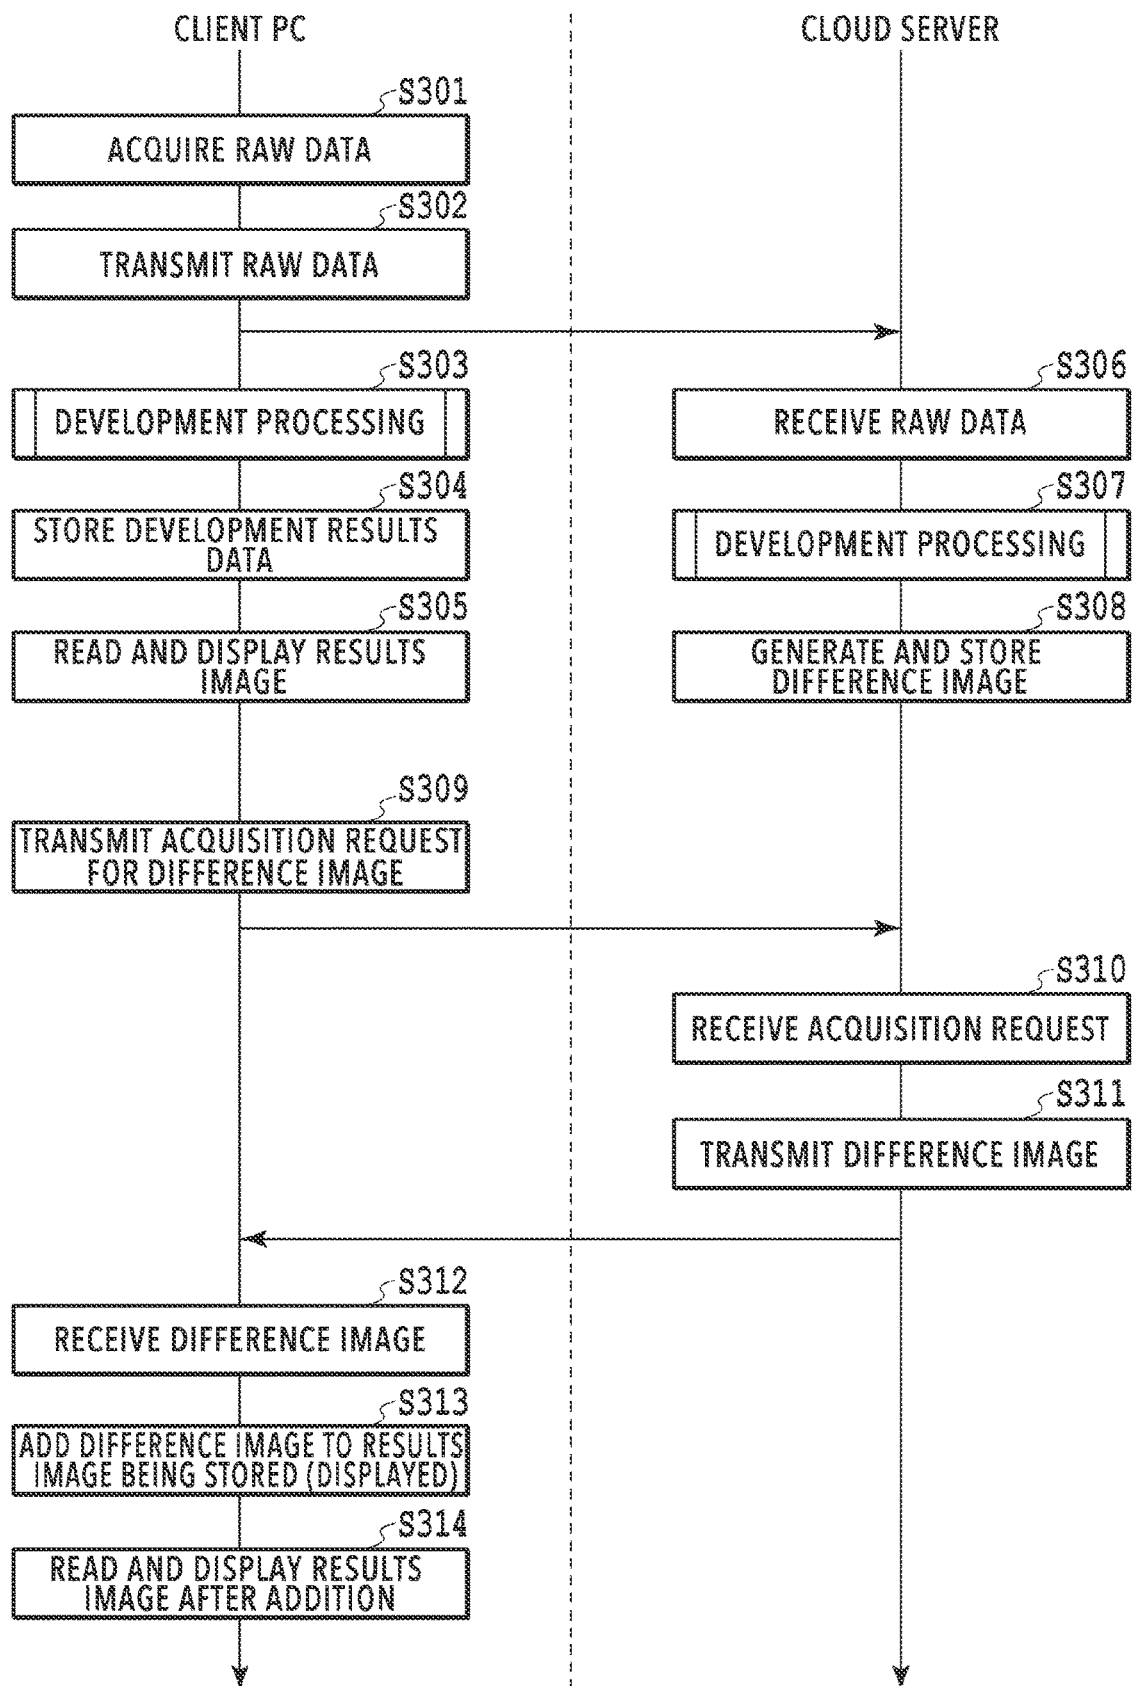 CLIENT PC
CLOUD SERVER
S301
ACQUIRE RAW DATA
S302
TRANSMIT RAW DATA
S303
DEVELOPMENT PROCESSING
S306
RECEIVE RAW DATA
S304
STORE DEVELOPMENT RESULTS
DATA
S307
DEVELOPMENT PROCESSING
S305
READ AND DISPLAY RESULTS
IMAGE
S308
GENERATE AND STORE
DIFFERENCE IMAGE
S309
TRANSMIT ACQUISITION REQUEST
FOR DIFFERENCE IMAGE
S310
RECEIVE ACQUISITION REQUEST
S311
TRANSMIT DIFFERENCE IMAGE
S312
RECEIVE DIFFERENCE IMAGE
S313
ADD DIFFERENCE IMAGE TO RESULTS
IMAGE BEING STORED (DISPLAYED)
S314
READ AND DISPLAY RESULTS
IMAGE AFTER ADDITION